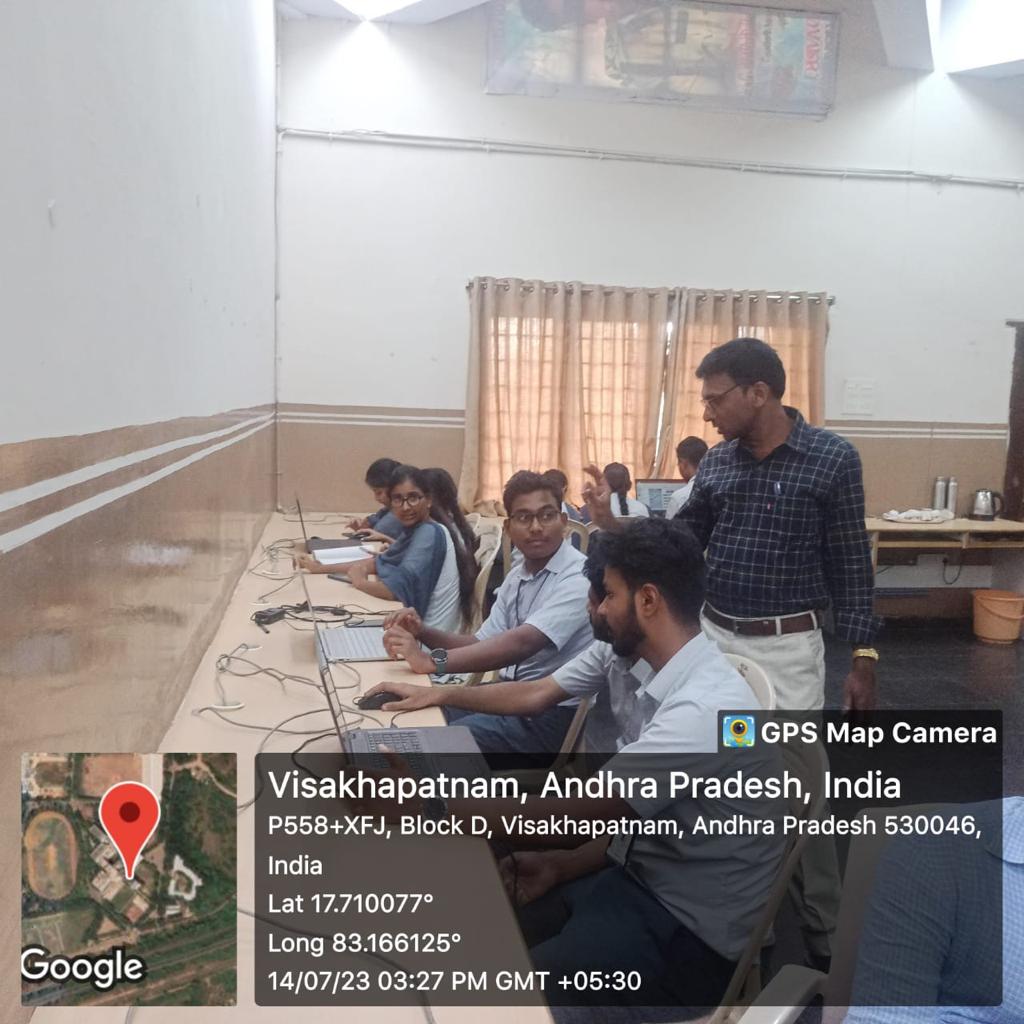 GPS Map Camera
Visakhapatnam, Andhra Pradesh, India
P558+XFJ, Block D, Visakhapatnam, Andhra Pradesh 530046,
India
Lat 17.710077°
Long 83.166125°
14/07/23 03:27 PM GMT +05:30
Google